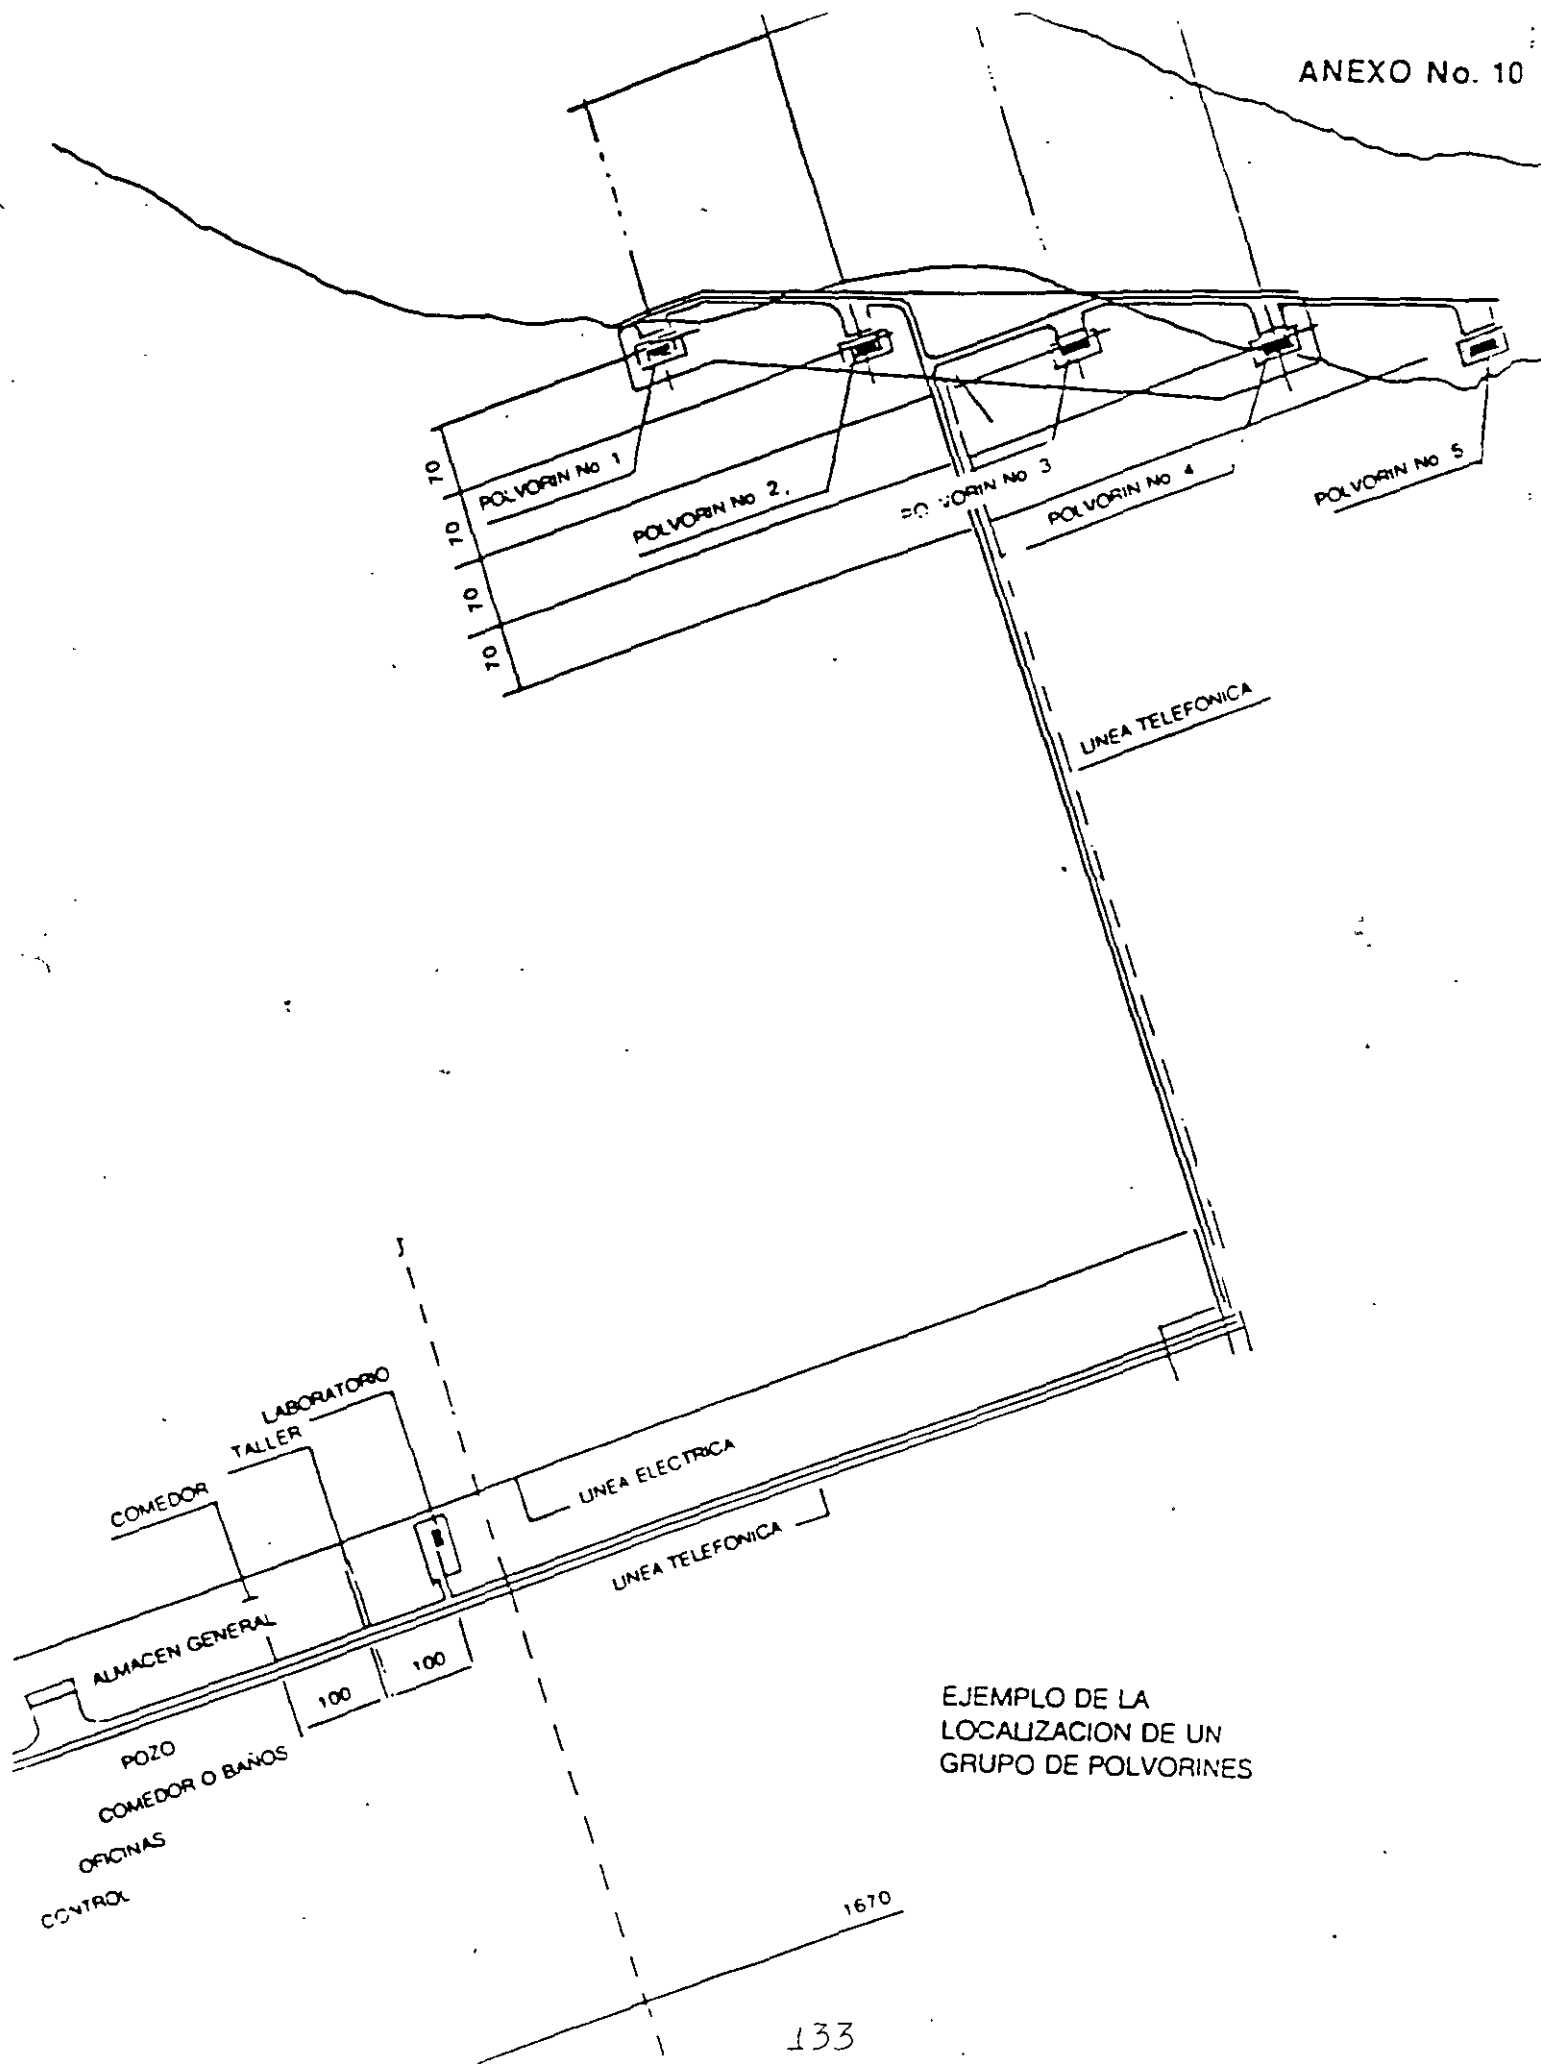 ANEXO No. 10
70
70
70
70
POLVORIN No 1
POLVORIN No 2.
No 3
POLVORIN No 4
POLVORIN No 5
LINEA TELEFONICA
LABORATORIO
TALLER
COMEDOR
LINEA ELECTRICA
LINEA TELEFONICA
ALMACEN GENERAL
100
100
POZO
COMEDOR O BAÑOS
OFICINAS
CONTROL
EJEMPLO DE LA
LOCALIZACION DE UN
GRUPO DE POLVORINES
1670
133